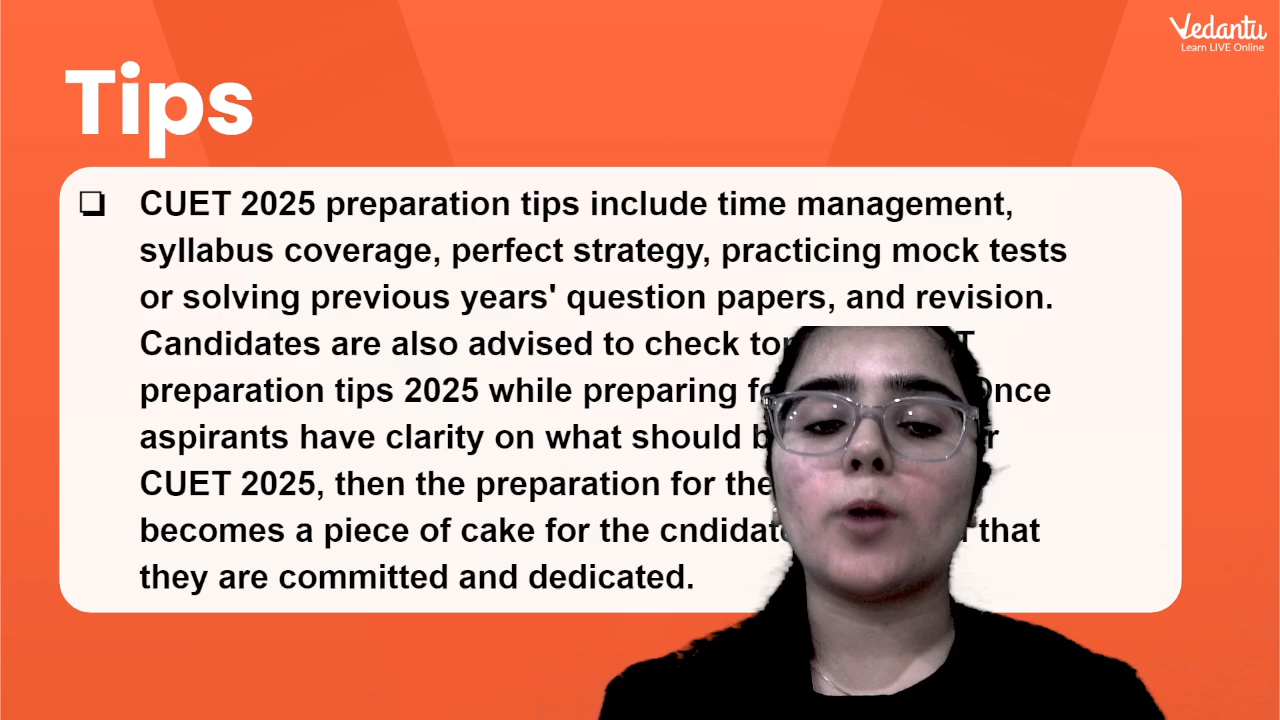 Vedantu
Learn LIVE Online
Tips
❏ CUET 2025 preparation tips include time management,
syllabus coverage, perfect strategy, practicing mock tests
or solving previous years' question papers, and revision.
Candidates are also advised to check
preparation tips 2025 while preparing
aspirants have clarity on what should
CUET 2025, then the preparation for the
becomes a piece of cake for the that
they are committed and dedicated.